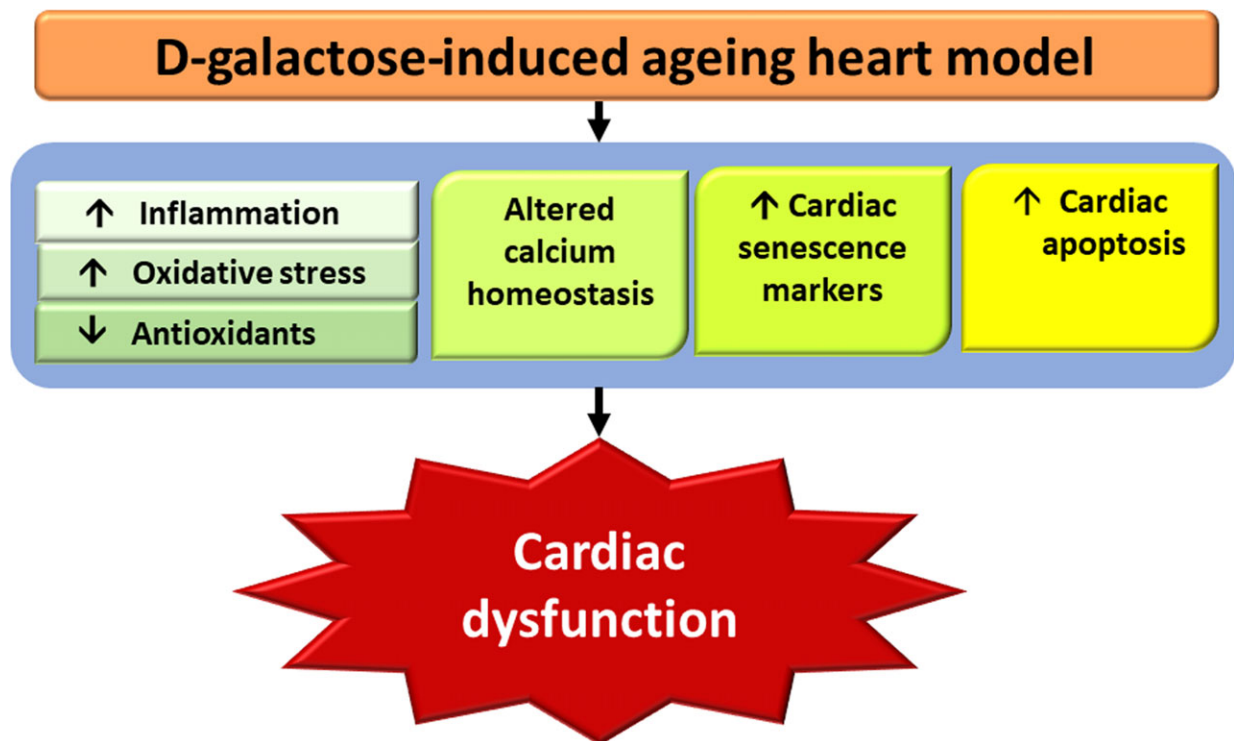 D-galactose-induced ageing heart model
↑ Inflammation
↑ Oxidative stress
↓ Antioxidants
Altered
calcium
homeostasis
↑ Cardiac
senescence
markers
↑ Cardiac
apoptosis
Cardiac
dysfunction